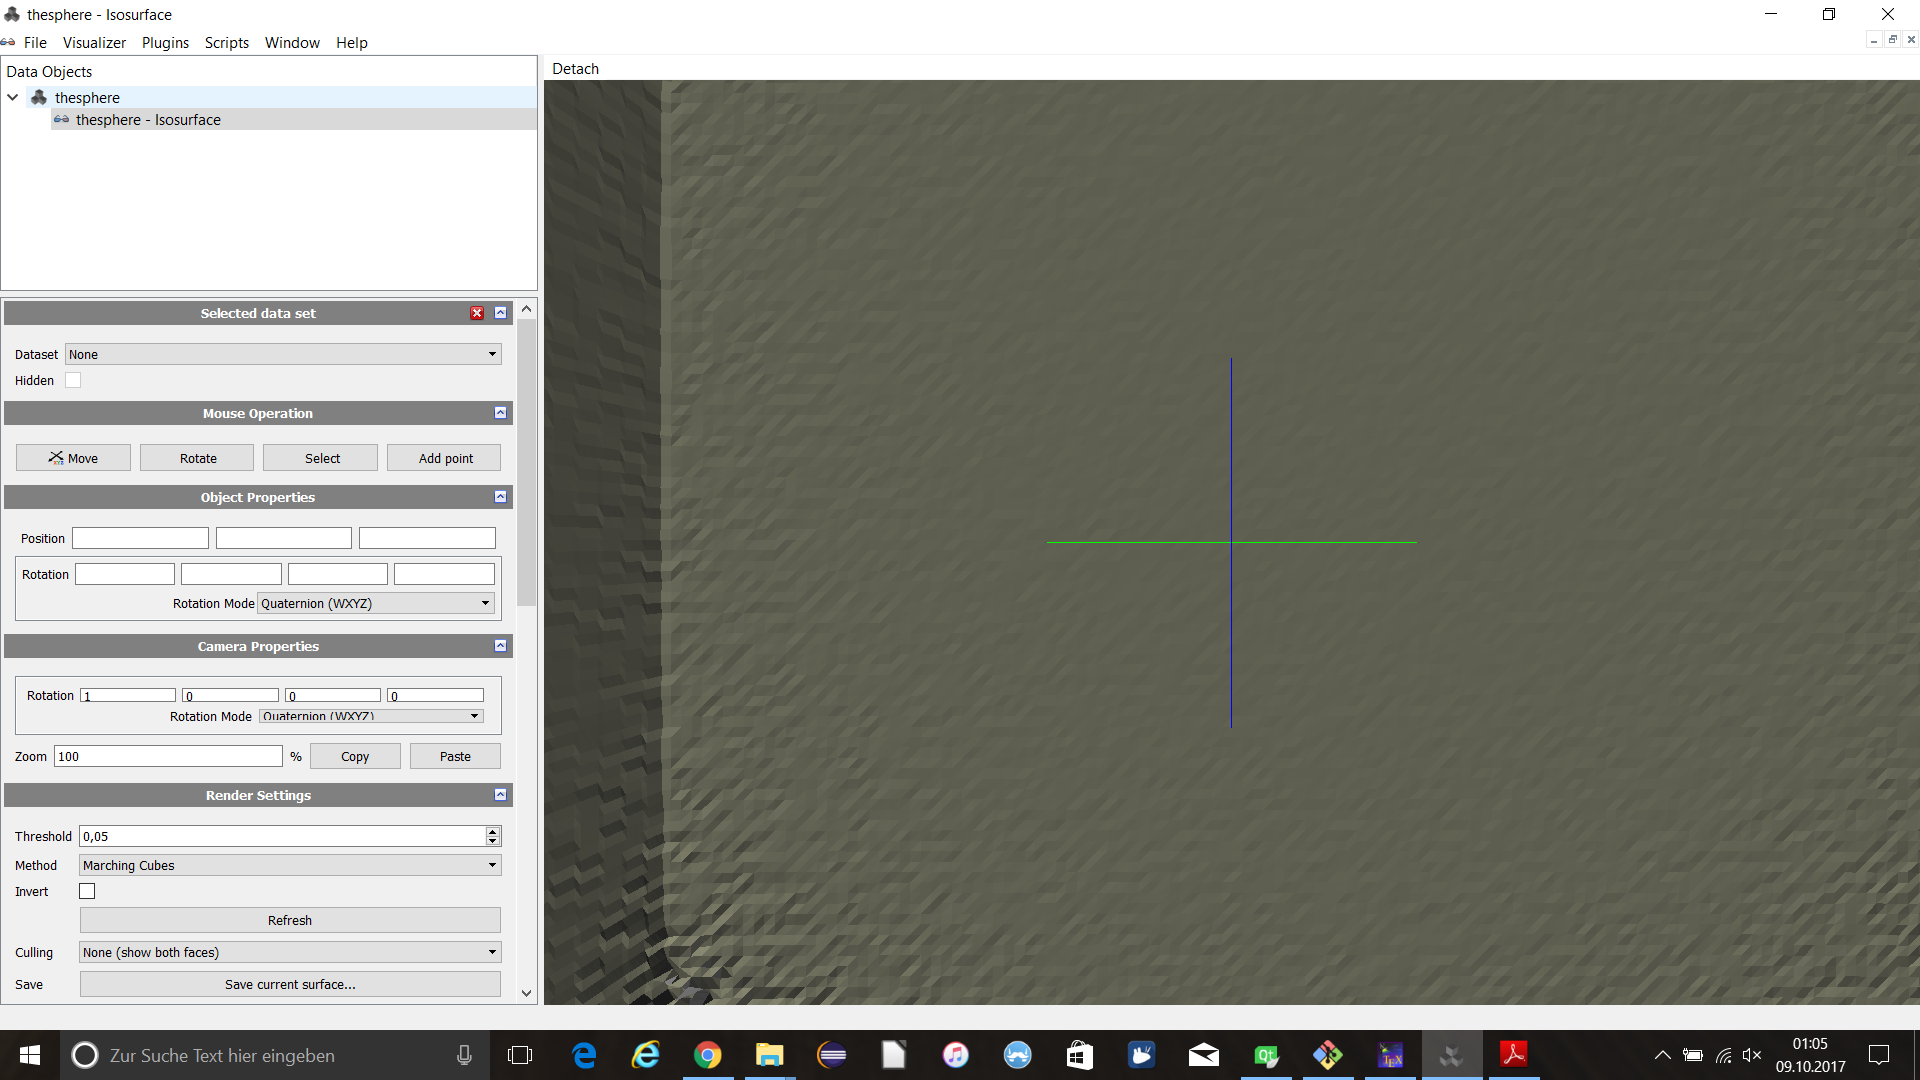 thesphere - Isosurface
File Visualizer Plugins Scripts Window Help
Data Objects
thesphere
thesphere - Isosurface
Detach
Selected data set
Dataset None
Hidden
Mouse Operation
Move Rotate Select Add point
Object Properties
Position
Rotation
Rotation Mode Quaternion (WXYZ)
Camera Properties
Rotation 1 0 0 0
Rotation Mode Quaternion (WXYZ)
Zoom 100 % Copy Paste
Render Settings
Threshold 0,05
Method Marching Cubes
Invert
Refresh
Culling None (show both faces)
Save Save current surface...
Zur Suche Text hier eingeben
Qt
TEX
01:05
09.10.2017